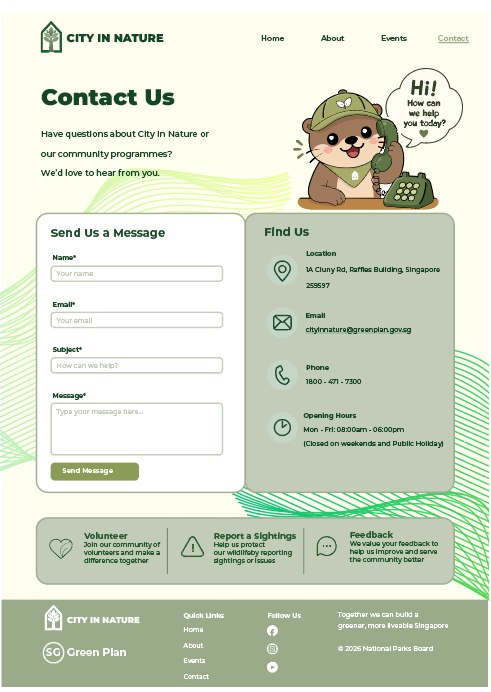 CITY IN NATURE
Home About Events Contact
Contact Us
Have questions about City in Nature or
our community programmes?
We'd love to hear from you.
Hi!
How can
we help
you today?
Send Us a Message
Name*
Your name
Email*
Your email
Subject*
How can we help?
Message*
Type your message here...
Send Message
Find Us
Location
1A Cluny Rd, Raffles Building, Singapore
259597
Email
cityinnature@greenplan.gov.sg
Phone
1800 - 471 - 7300
Opening Hours
Mon - Fri: 08:00am - 06:00pm
(Closed on weekends and Public Holiday)
Volunteer
Join our community of
volunteers and make a
difference together
Report a Sightings
Help us protect
our wildlifeby reporting
sightings or issues
Feedback
We value your feedback to
help us improve and serve
the community better
CITY IN NATURE
SG Green Plan
Quick Links
Home
About
Events
Contact
Follow Us
Together we can build a
greener, more liveable Singapore
© 2026 National Parks Board